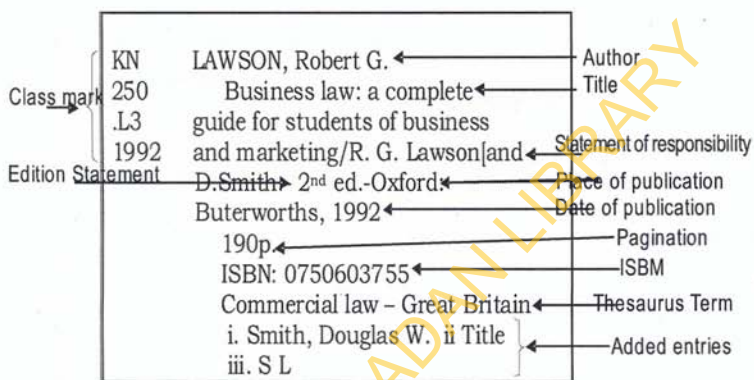 KN LAWSON, Robert G. Author
250 Business law: a complete Title
Class mark
.L3 guide for students of business
1992 and marketing/R. G. Lawson[and Statement of responsibility
Edition Statement D.Smith 2nd ed.-Oxford: Place of publication
Buterworths, 1992 Date of publication
190p. Pagination
ISBN: 0750603755 ISBM
Commercial law – Great Britain Thesaurus Term
i. Smith, Douglas W. ii Title
Added entries
iii. S L
ADAN LIBRARY